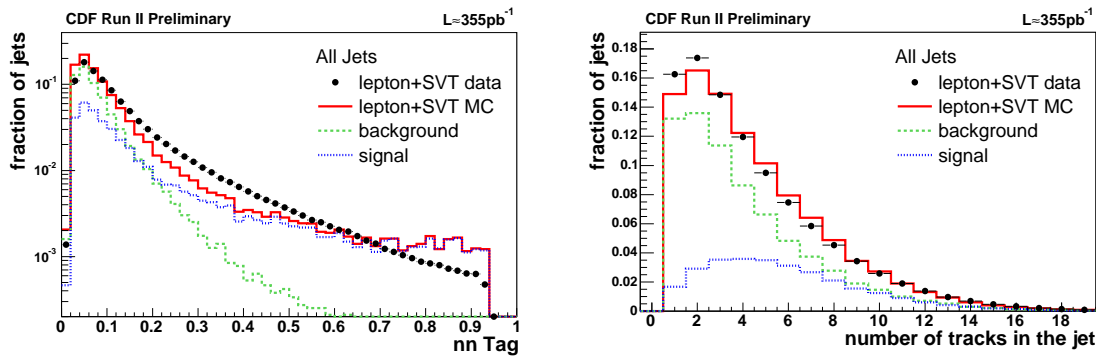 CDF Run II Preliminary
L≈355pb⁻¹
fraction of jets
All Jets
lepton+SVT data
lepton+SVT MC
background
signal
10⁻¹
10⁻²
10⁻³
0 0.1 0.2 0.3 0.4 0.5 0.6 0.7 0.8 0.9 1
nn Tag
CDF Run II Preliminary
L≈355pb⁻¹
fraction of jets
All Jets
lepton+SVT data
lepton+SVT MC
background
signal
0.18
0.16
0.14
0.12
0.1
0.08
0.06
0.04
0.02
0
0 2 4 6 8 10 12 14 16 18
number of tracks in the jet